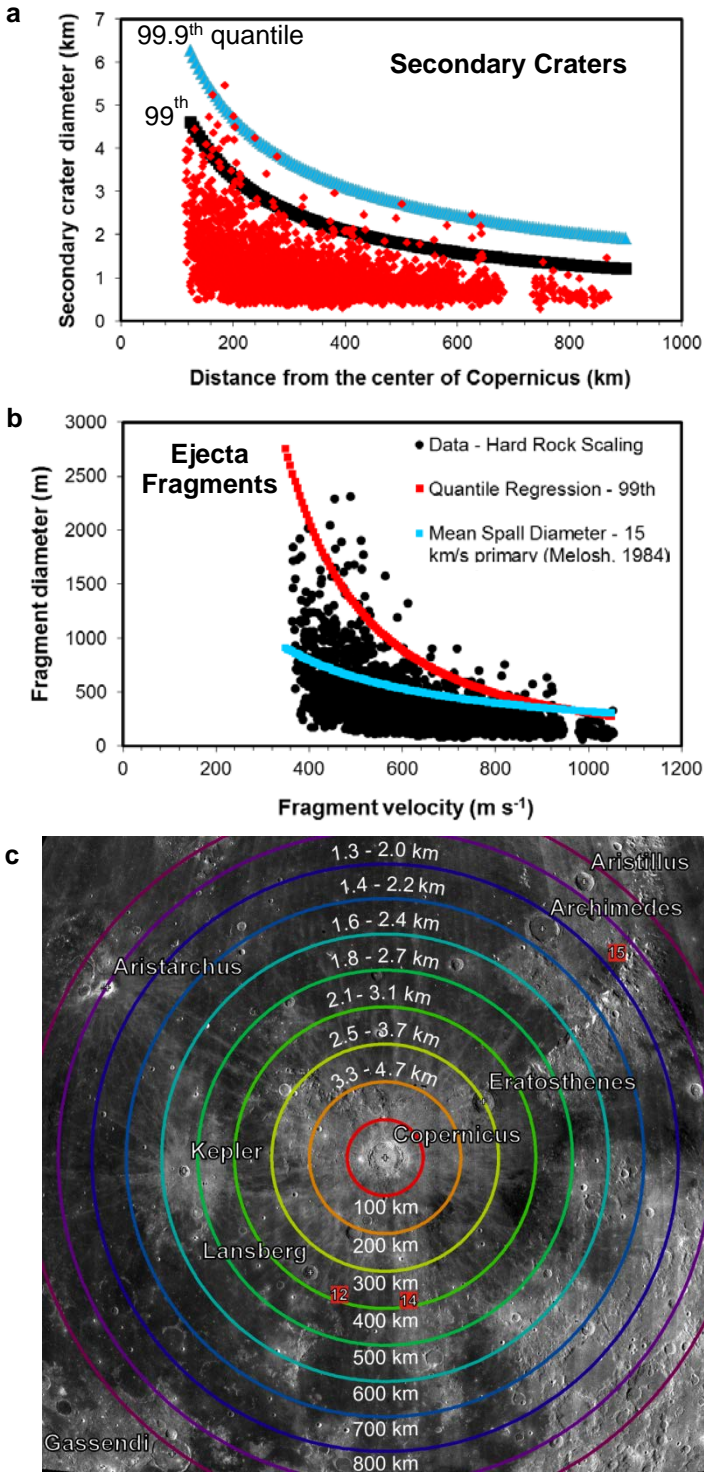 a
7
6
5
4
3
2
1
0
99.9th quantile
99th
Secondary Craters
Secondary crater diameter (km)
0 200 400 600 800 1000
Distance from the center of Copernicus (km)
b
3000
2500
2000
1500
1000
500
0
Ejecta
Fragments
Data - Hard Rock Scaling
Quantile Regression - 99th
Mean Spall Diameter - 15
km/s primary (Melosh, 1984)
Fragment diameter (m)
0 200 400 600 800 1000 1200
Fragment velocity (m s-1)
c
1.3 - 2.0 km
Aristillus
1.4 - 2.2 km
Archimedes
1.6 - 2.4 km
15
Aristarchus
1.8 - 2.7 km
2.1 - 3.1 km
2.5 - 3.7 km
3.3 - 4.7 km
Eratosthenes
Copernicus
Kepler
100 km
Lansberg
200 km
300 km
12
14
400 km
500 km
600 km
700 km
Gassendi
800 km